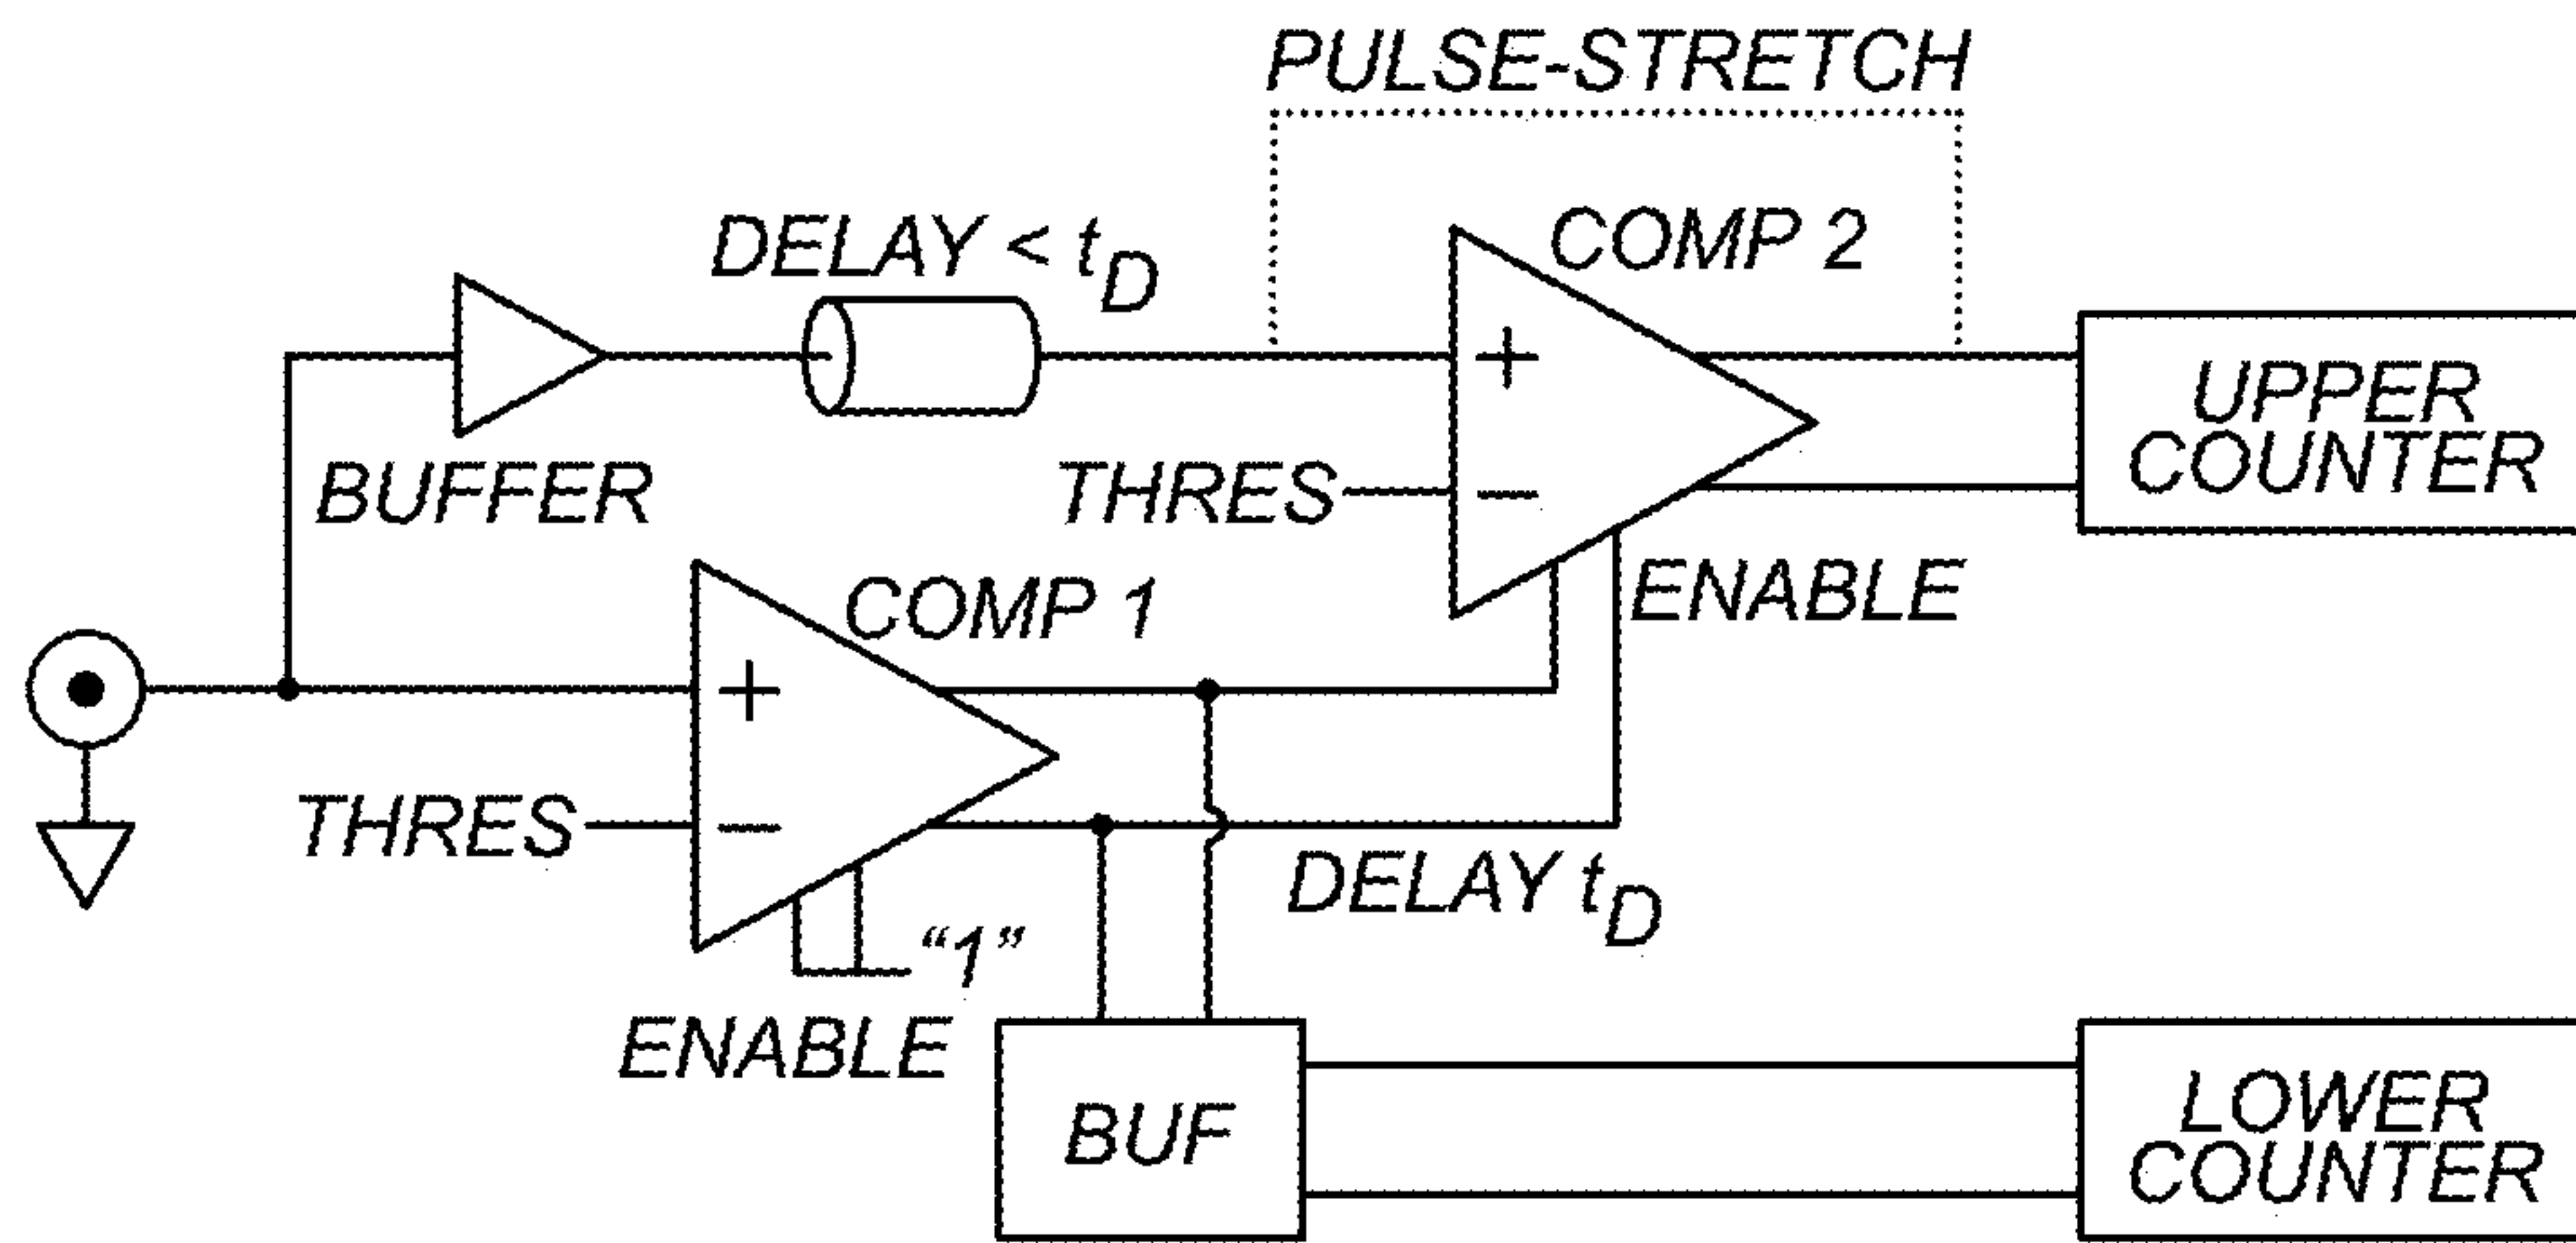 PULSE-STRETCH
DELAY < tD
COMP 2
+
BUFFER
THRES
−
UPPER
COUNTER
ENABLE
COMP 1
+
THRES
−
DELAY tD
“1”
ENABLE
BUF
LOWER
COUNTER